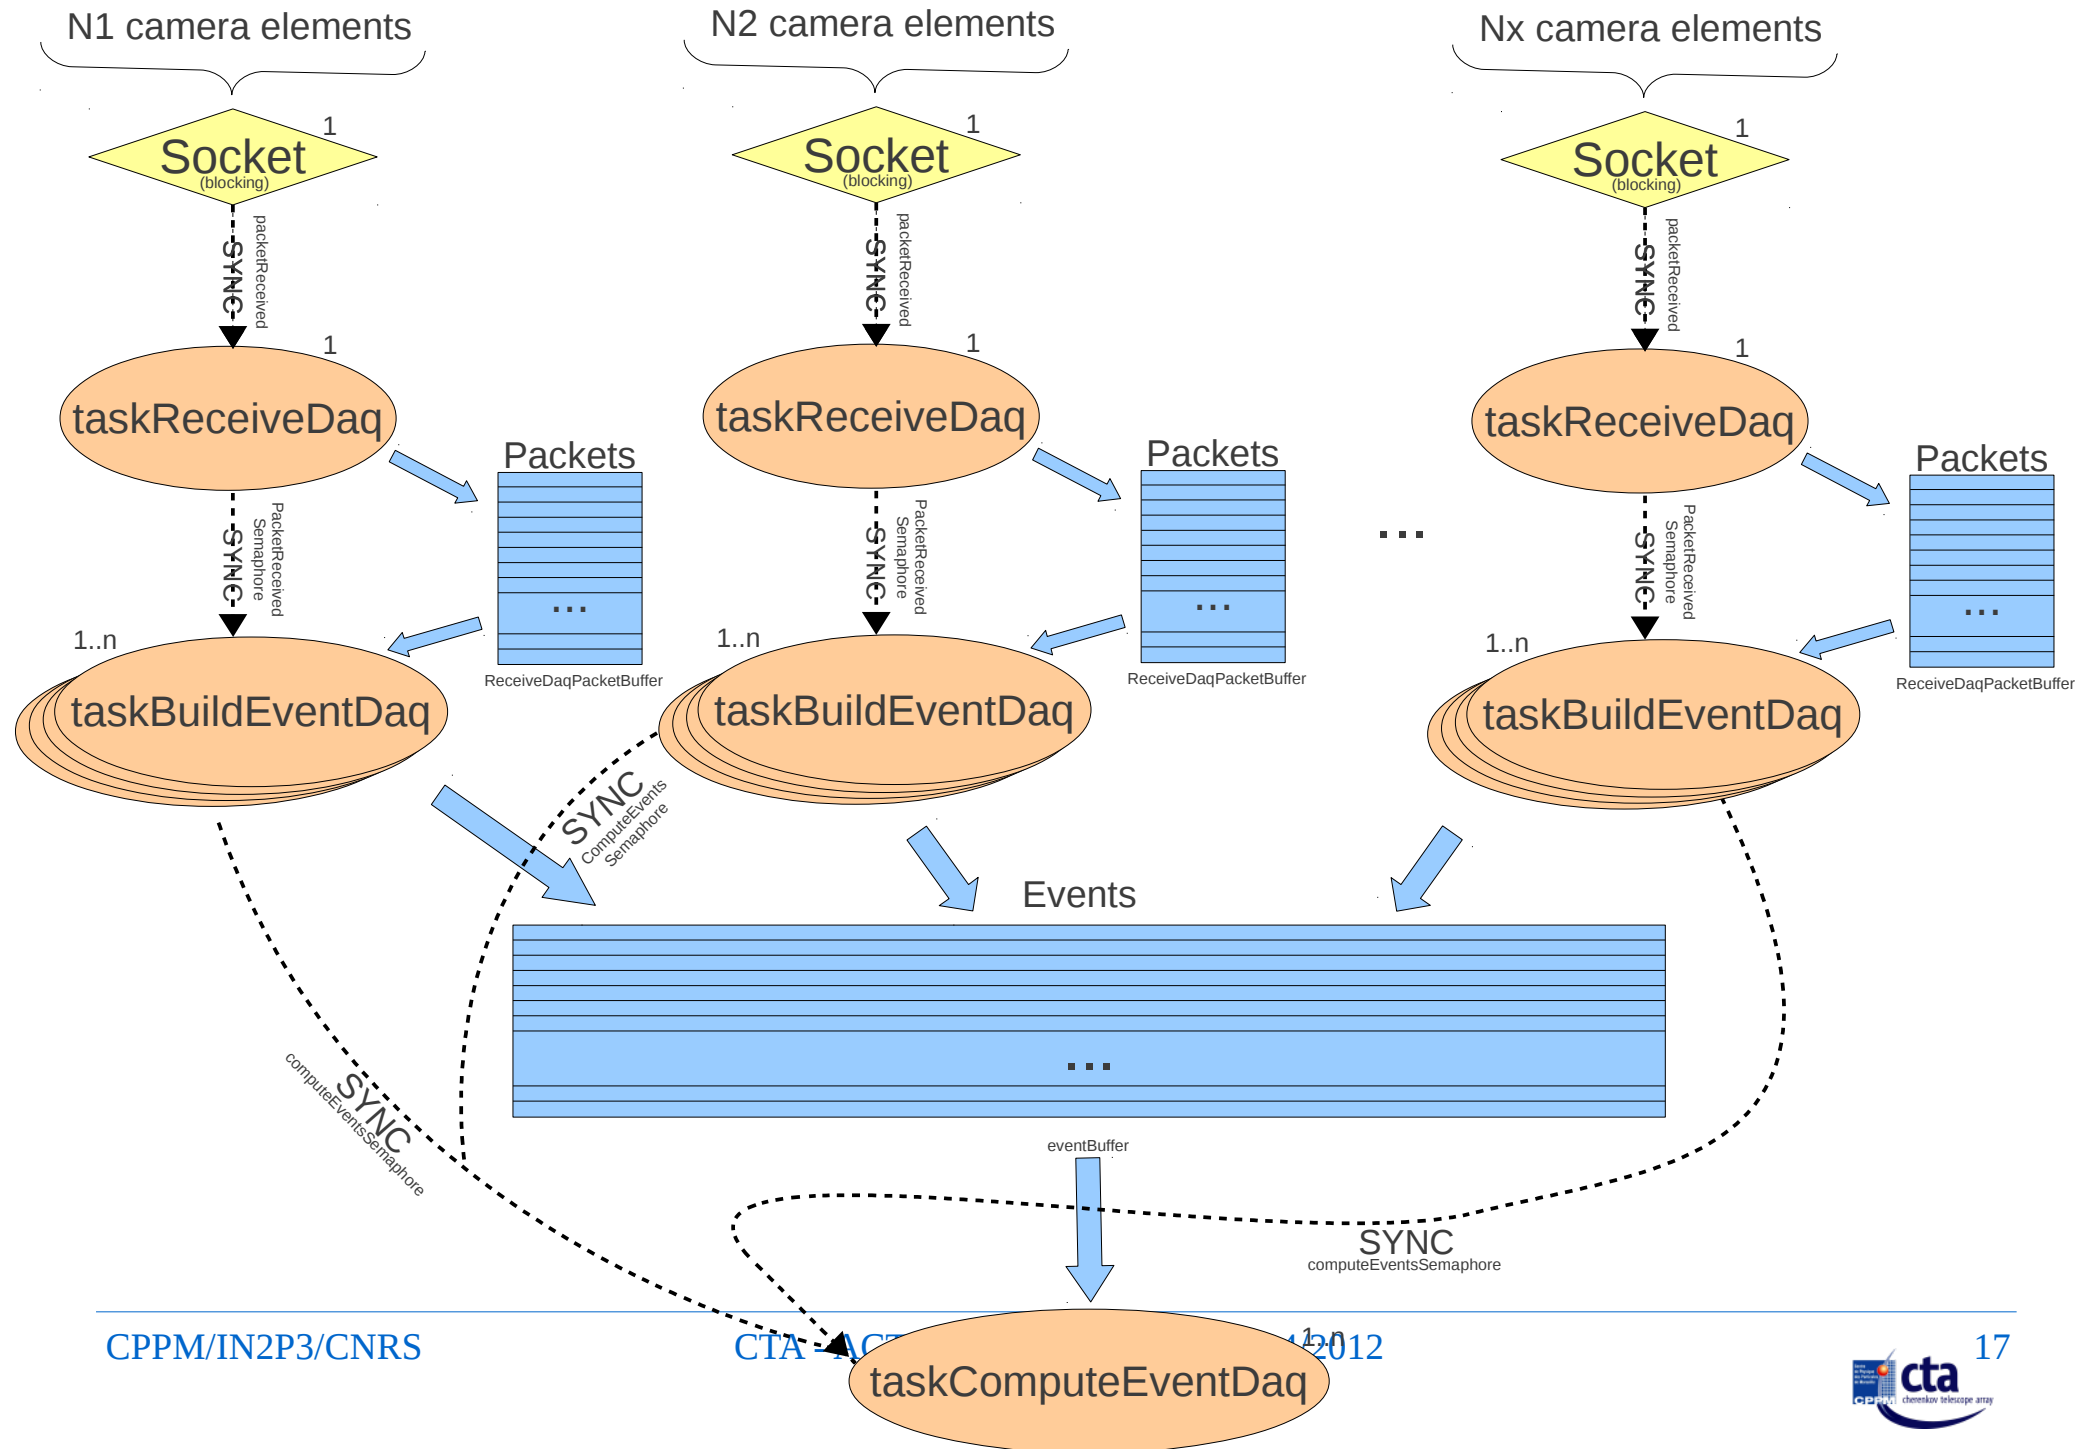 N1 camera elements
N2 camera elements
Nx camera elements
1
Socket
(blocking)
1
Socket
(blocking)
1
Socket
(blocking)
SYNC
packetReceived
SYNC
packetReceived
SYNC
packetReceived
1
taskReceiveDaq
1
taskReceiveDaq
1
taskReceiveDaq
Packets
Packets
Packets
SYNC
PacketReceived
Semaphore
SYNC
PacketReceived
Semaphore
SYNC
PacketReceived
Semaphore
...
...
...
...
ReceiveDaqPacketBuffer
ReceiveDaqPacketBuffer
ReceiveDaqPacketBuffer
1..n
taskBuildEventDaq
1..n
taskBuildEventDaq
1..n
taskBuildEventDaq
SYNC
ComputeEvents
Semaphore
Events
...
SYNC
computeEventsSemaphore
eventBuffer
SYNC
computeEventsSemaphore
CPPM/IN2P3/CNRS
CTA - ACT
/2012
17
1..n
taskComputeEventDaq
CPPM
cta
cherenkov telescope array